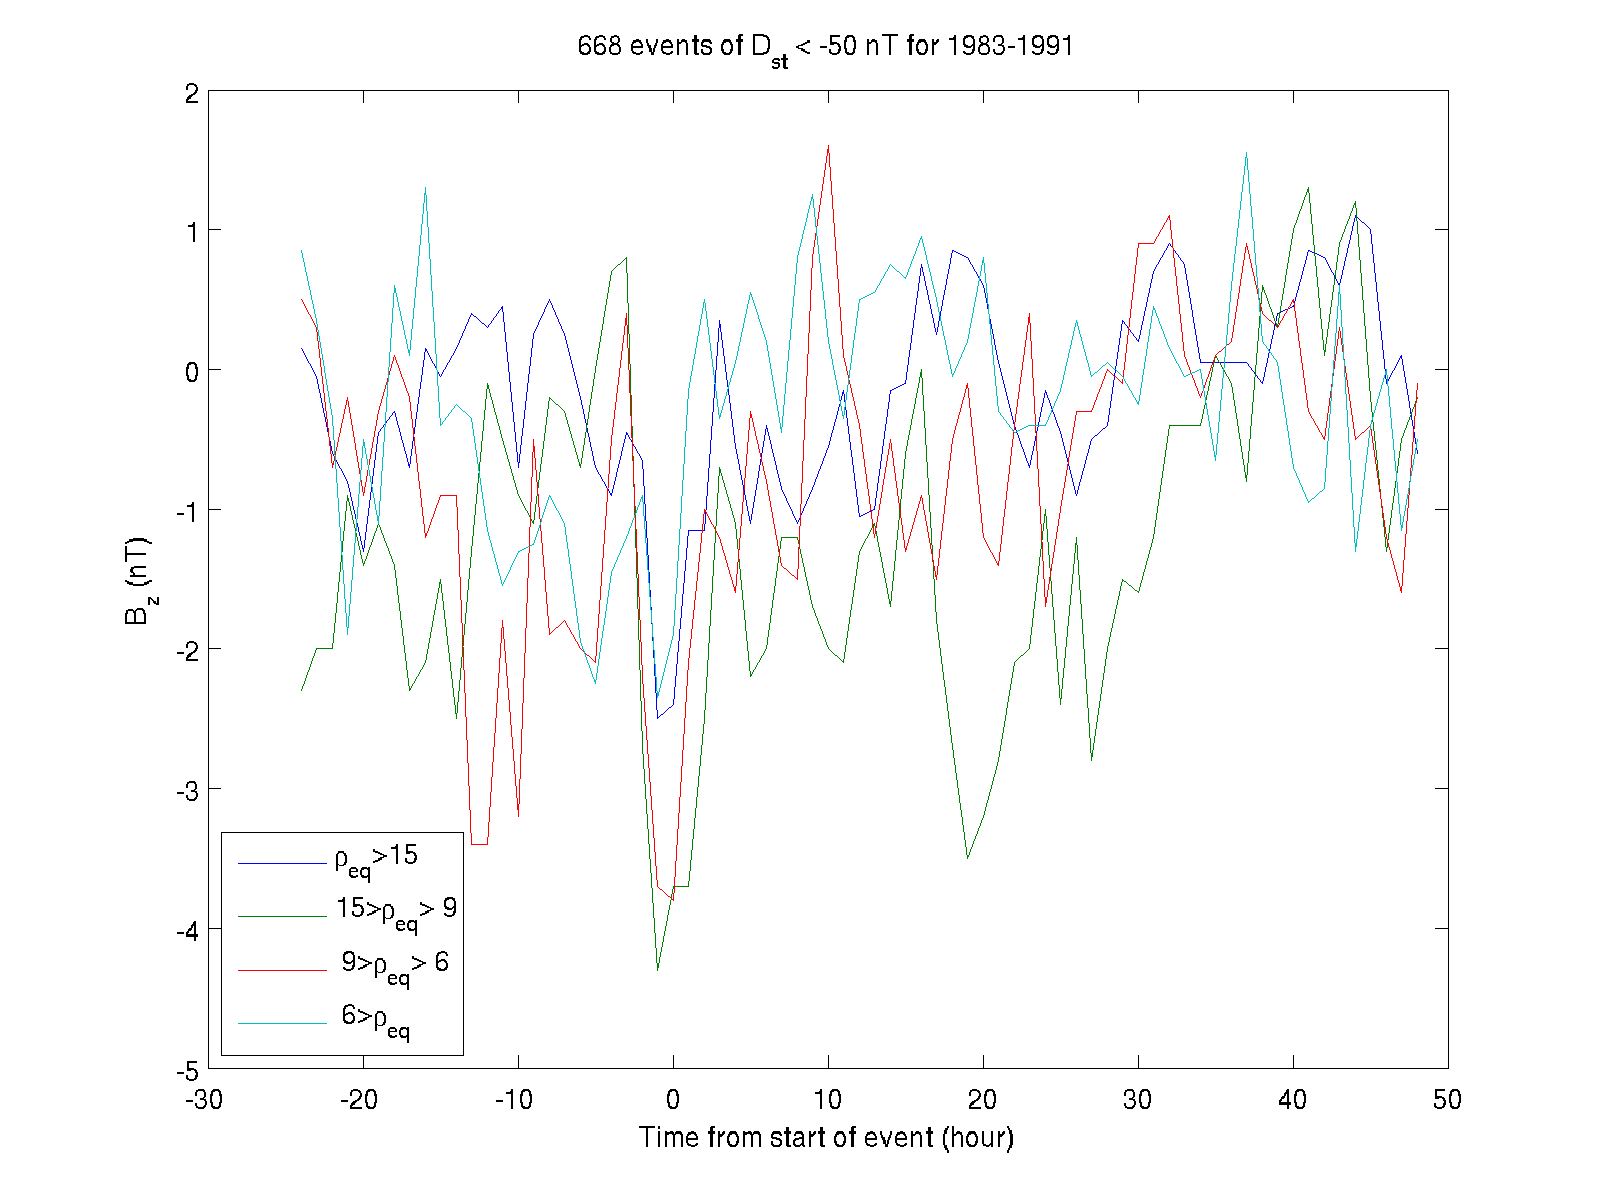 668 events of D_st < -50 nT for 1983-1991
2
1
0
-1
-2
-3
-4
-5
B_z (nT)
ρ_eq>15
15>ρ_eq> 9
9>ρ_eq> 6
6>ρ_eq
-30 -20 -10 0 10 20 30 40 50
Time from start of event (hour)